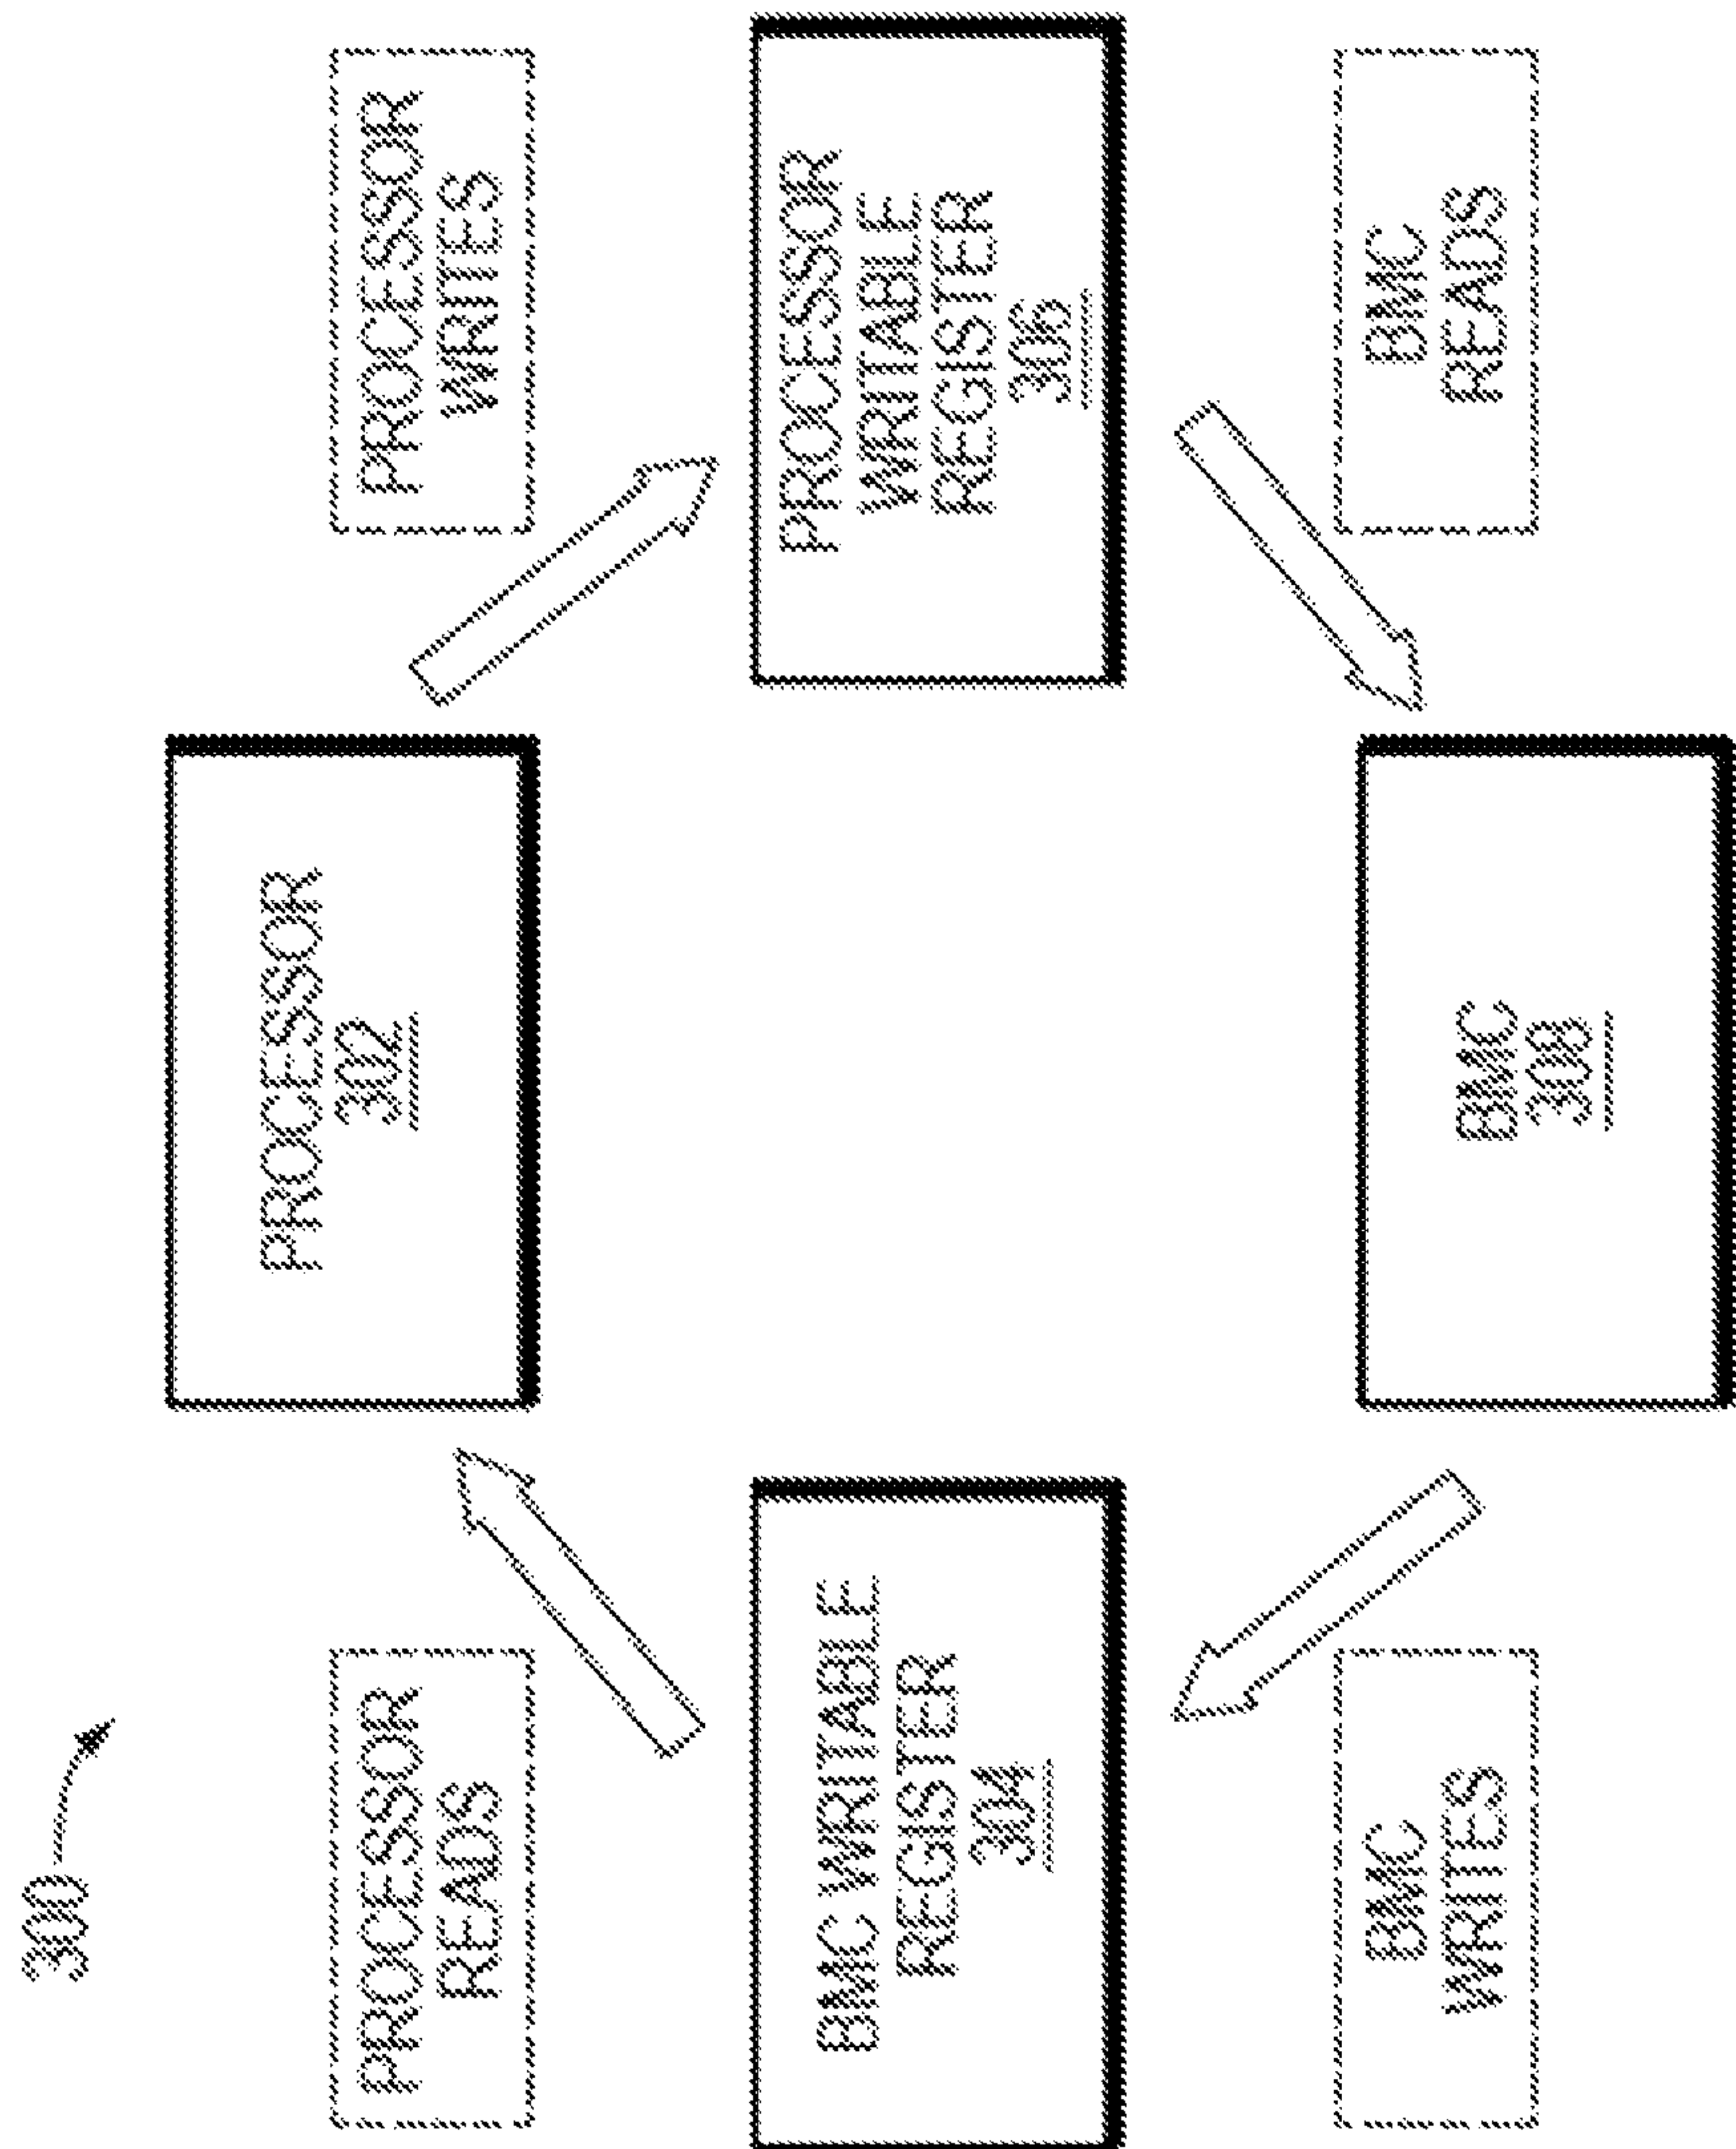 300
PROCESSOR
READS
PROCESSOR
302
PROCESSOR
WRITES
BMC WRITABLE
REGISTER
304
PROCESSOR
WRITABLE
REGISTER
306
BMC
WRITES
BMC
308
BMC
READS